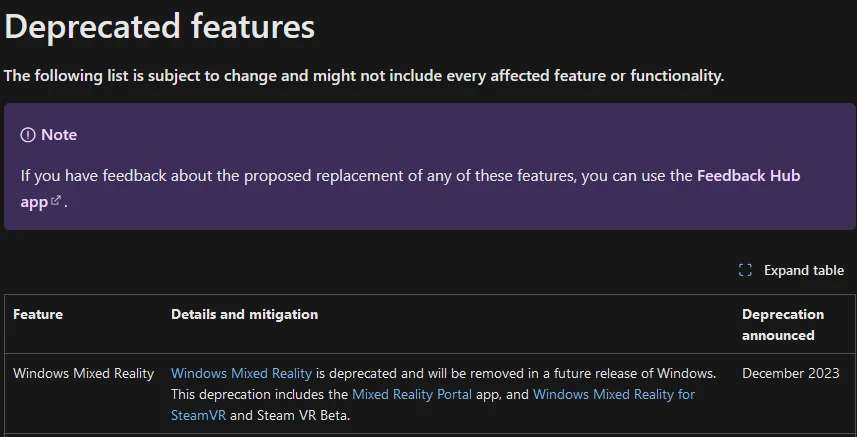 Deprecated features
The following list is subject to change and might not include every affected feature or functionality.
Note
If you have feedback about the proposed replacement of any of these features, you can use the Feedback Hub
app.
Expand table
Feature Details and mitigation Deprecation
announced
Windows Mixed Reality Windows Mixed Reality is deprecated and will be removed in a future release of Windows. December 2023
This deprecation includes the Mixed Reality Portal app, and Windows Mixed Reality for
SteamVR and Steam VR Beta.